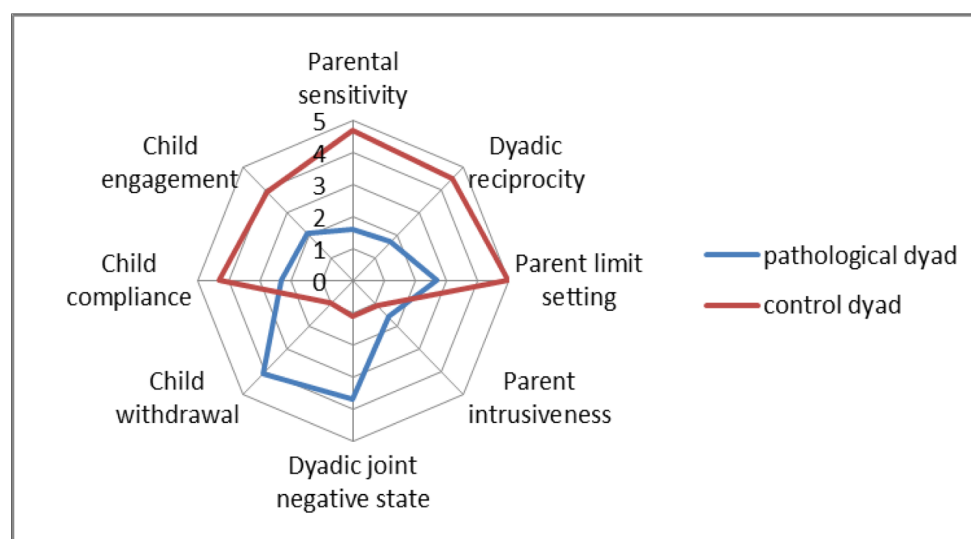 Parental
sensitivity
Dyadic
reciprocity
Parent limit
setting
Parent
intrusiveness
Dyadic joint
negative state
Child
withdrawal
Child
compliance
Child
engagement
5
4
3
2
1
0
pathological dyad
control dyad